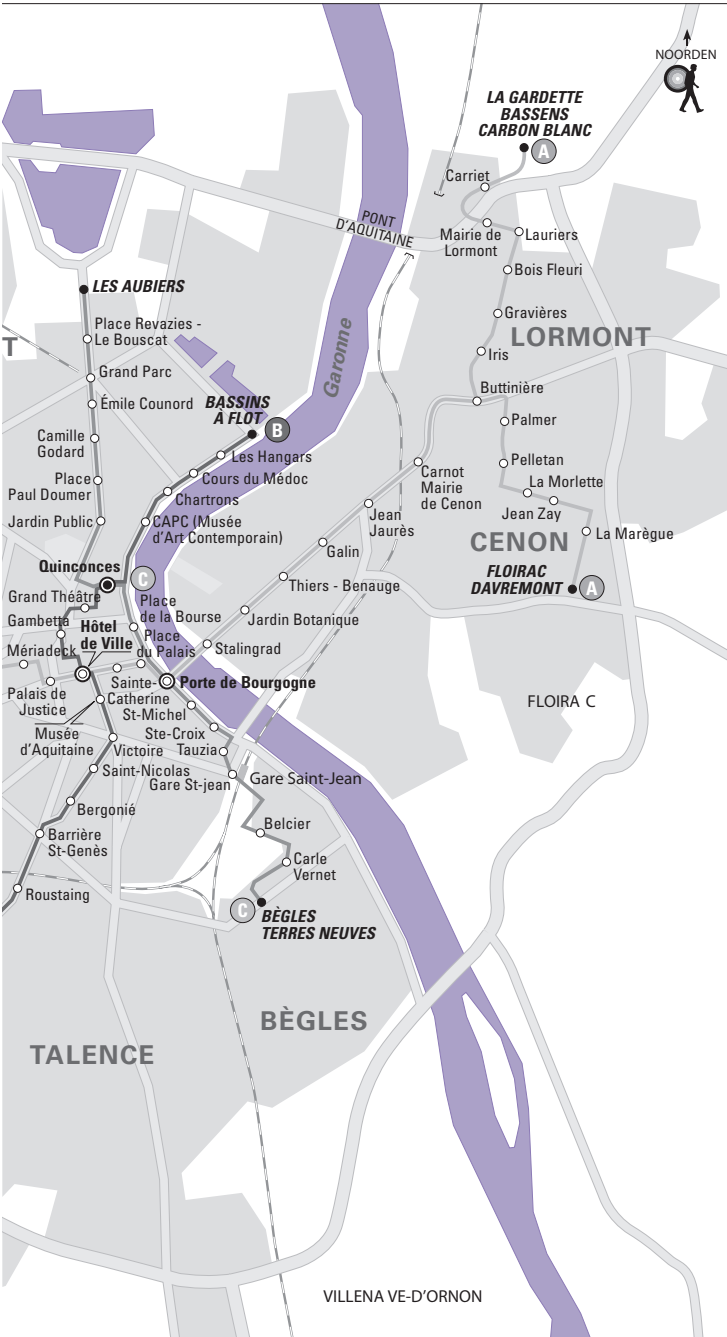 NOORDEN
LA GARDETTE
BASSENS
CARBON BLANC
A
Carriet
PONT
D'AQUITAINE
Mairie de
Lormont
Lauriers
Bois Fleuri
LES AUBIERS
Gravières
Place Revazies -
Le Bouscat
T
LORMONT
Garonne
Iris
Grand Parc
Buttinière
Émile Counord
BASSINS
À FLOT
B
Palmer
Camille
Godard
Les Hangars
Pelletan
Carnot
Mairie
de Cenon
Cours du Médoc
La Morlette
Place
Paul Doumer
Chartrons
Jean Zay
Jean
Jaurès
Jardin Public
CAPC (Musée
d'Art Contemporain)
La Marègue
CENON
Galin
Quinconces
C
FLOIRAC
DAVREMONT
A
Thiers - Benauge
Grand Théâtre
Place
de la Bourse
Jardin Botanique
Gambetta
Hôtel
de Ville
Place
du Palais
Mériadeck
Stalingrad
Palais de
Justice
Sainte-
Catherine
Porte de Bourgogne
FLOIRA C
St-Michel
Musée
d'Aquitaine
Ste-Croix
Victoire
Tauzia
Saint-Nicolas
Gare St-jean
Gare Saint-Jean
Bergonié
Belcier
Barrière
St-Genès
Carle
Vernet
Roustaing
C
BÈGLES
TERRES NEUVES
BÈGLES
TALENCE
VILLENA VE-D'ORNON